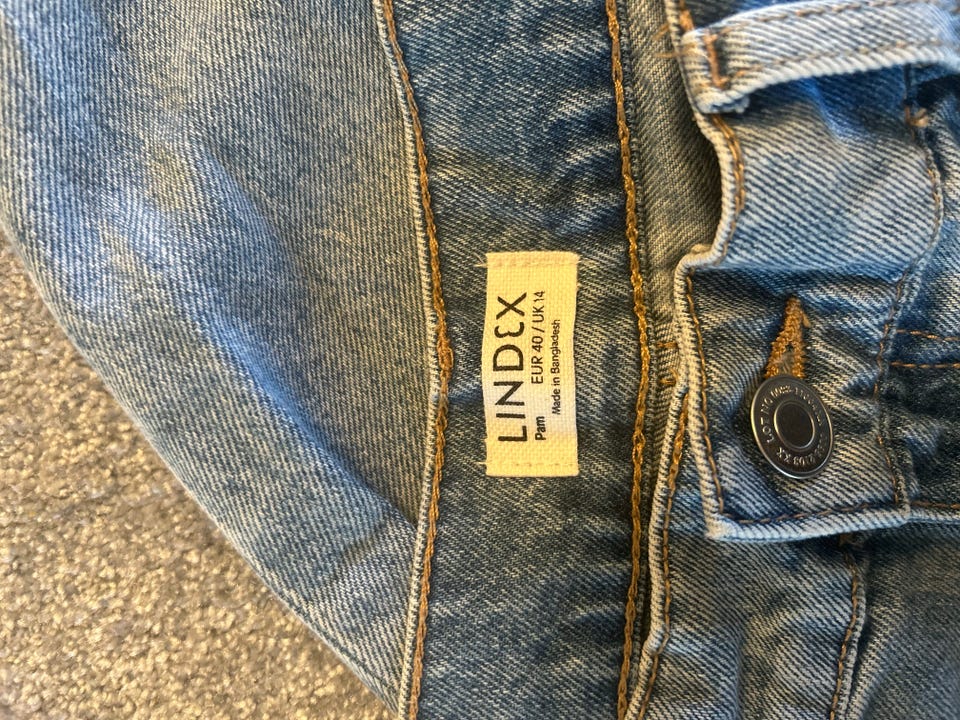 LINDEX
Pam EUR 40 / UK 14
Made in Bangladesh